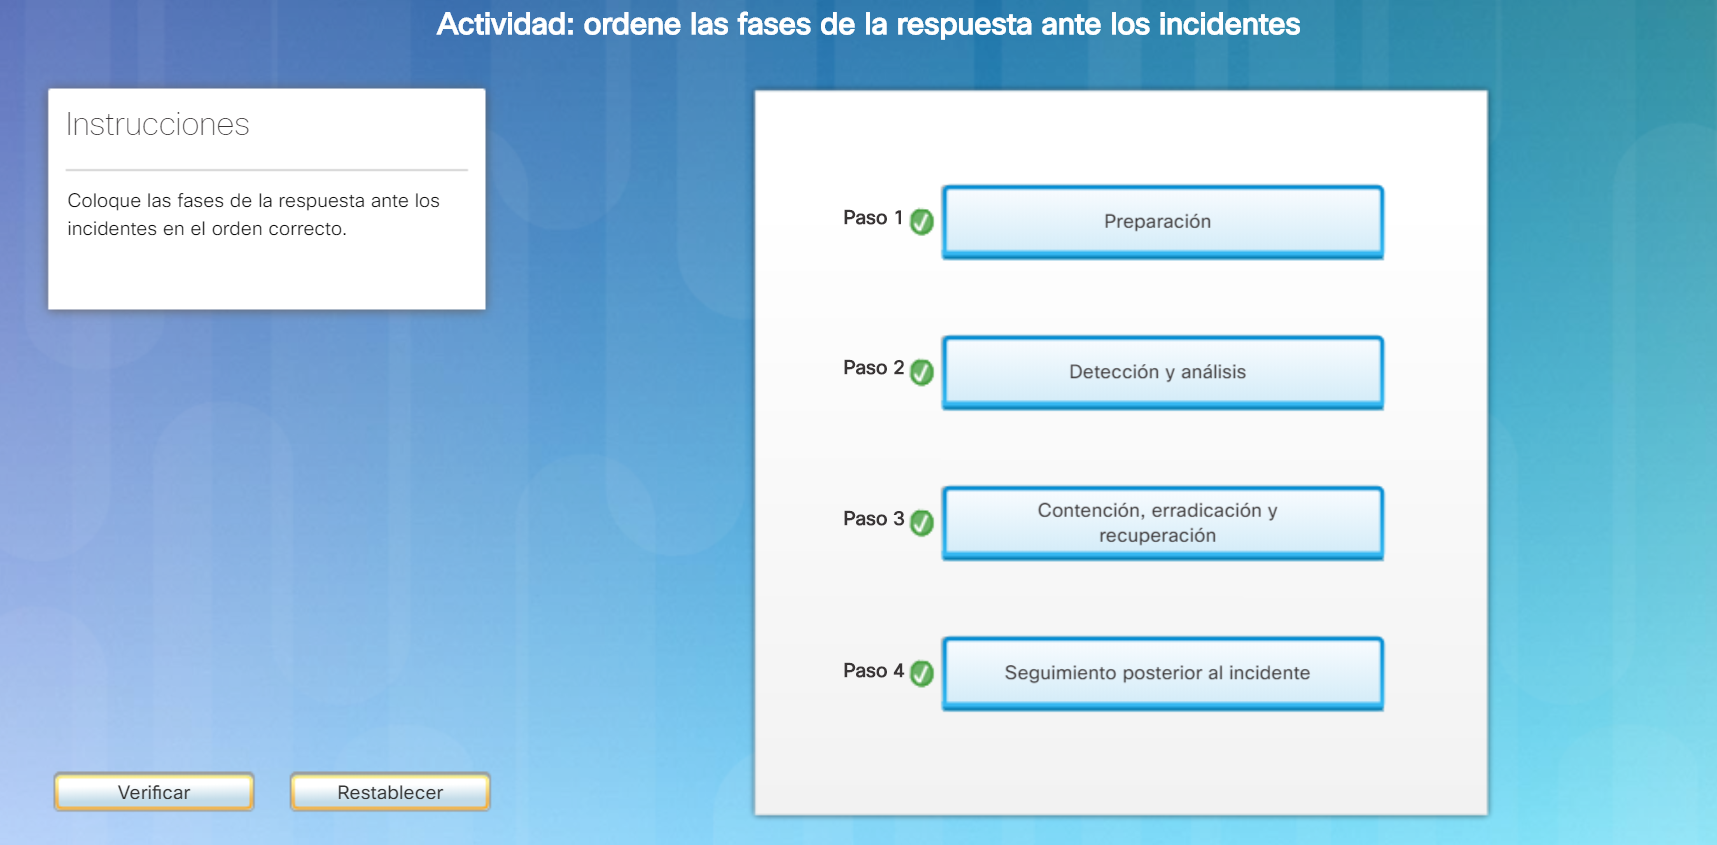 Actividad: ordene las fases de la respuesta ante los incidentes
Instrucciones
Coloque las fases de la respuesta ante los
incidentes en el orden correcto.
Paso 1
Preparación
Paso 2
Detección y análisis
Paso 3
Contención, erradicación y
recuperación
Paso 4
Seguimiento posterior al incidente
Verificar
Restablecer